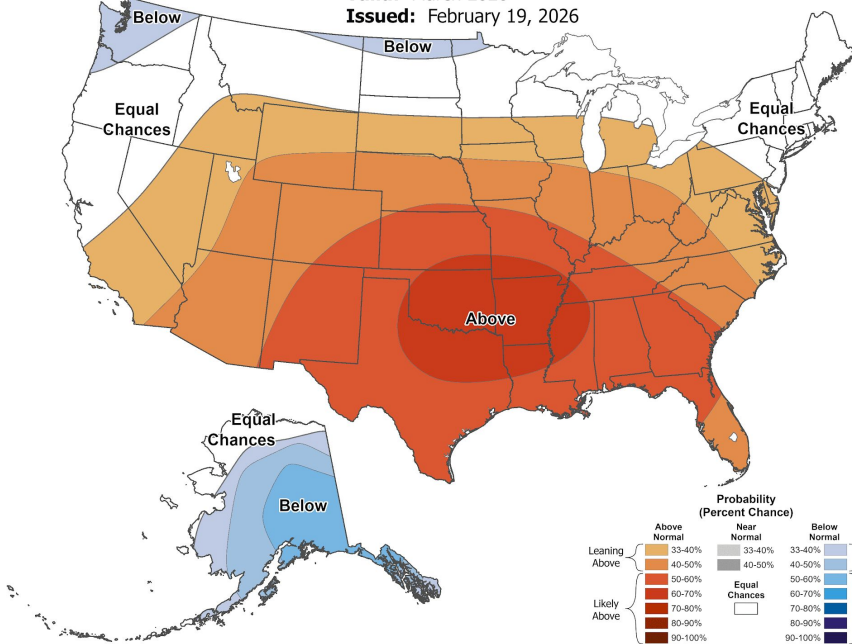 Issued: February 19, 2026
Below
Below
Equal
Chances
Equal
Chances
Above
Equal
Chances
Below
Probability
(Percent Chance)
Above
Normal
Near
Normal
Below
Normal
Leaning
Above
33-40%
33-40%
33-40%
40-50%
40-50%
40-50%
Likely
Above
50-60%
Equal
Chances
50-60%
60-70%
60-70%
70-80%
70-80%
80-90%
80-90%
90-100%
90-100%